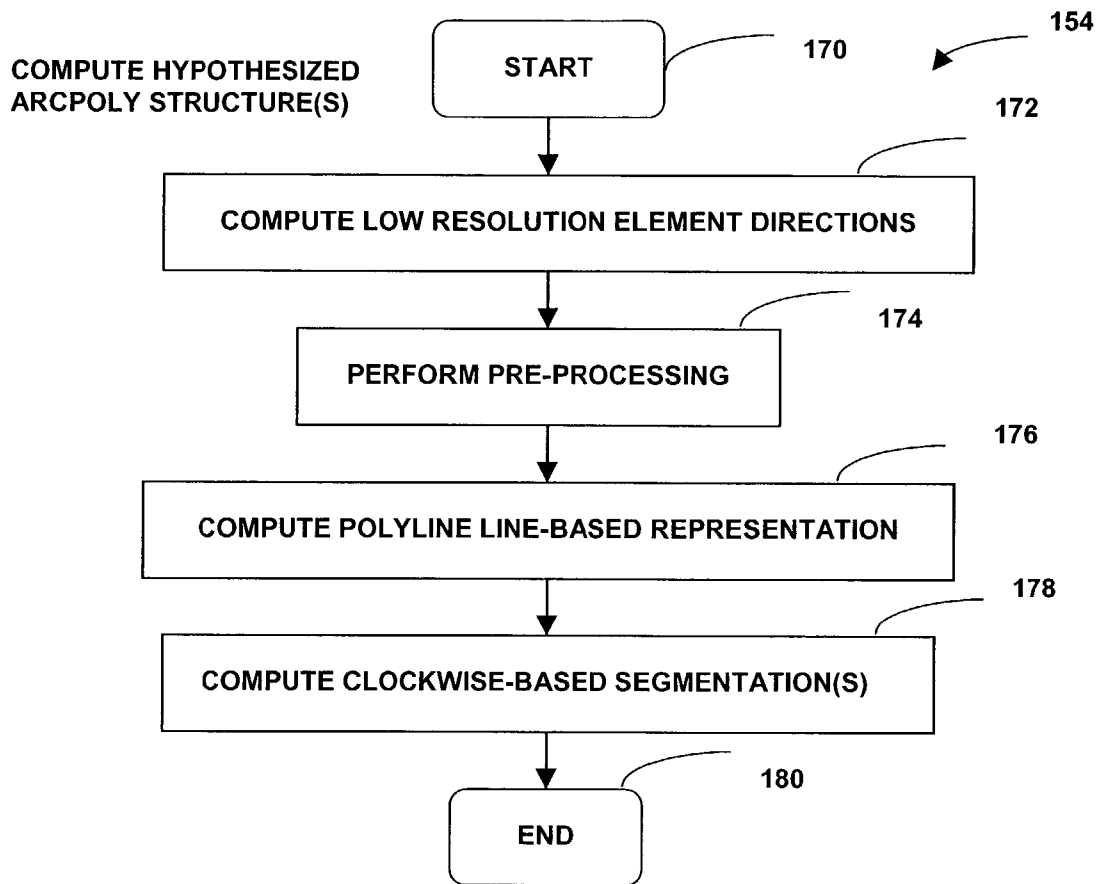 COMPUTE HYPOTHESIZED
ARCPOLY STRUCTURE(S)
START
170
154
172
COMPUTE LOW RESOLUTION ELEMENT DIRECTIONS
174
PERFORM PRE-PROCESSING
176
COMPUTE POLYLINE LINE-BASED REPRESENTATION
178
COMPUTE CLOCKWISE-BASED SEGMENTATION(S)
180
END